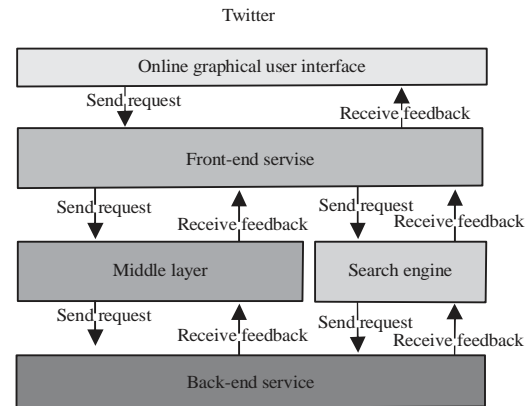 Twitter
Online graphical user interface
Send request
Receive feedback
Front-end servise
Send request
Receive feedback
Send request
Receive feedback
Middle layer
Search engine
Send request
Receive feedback
Send request
Receive feedback
Back-end service